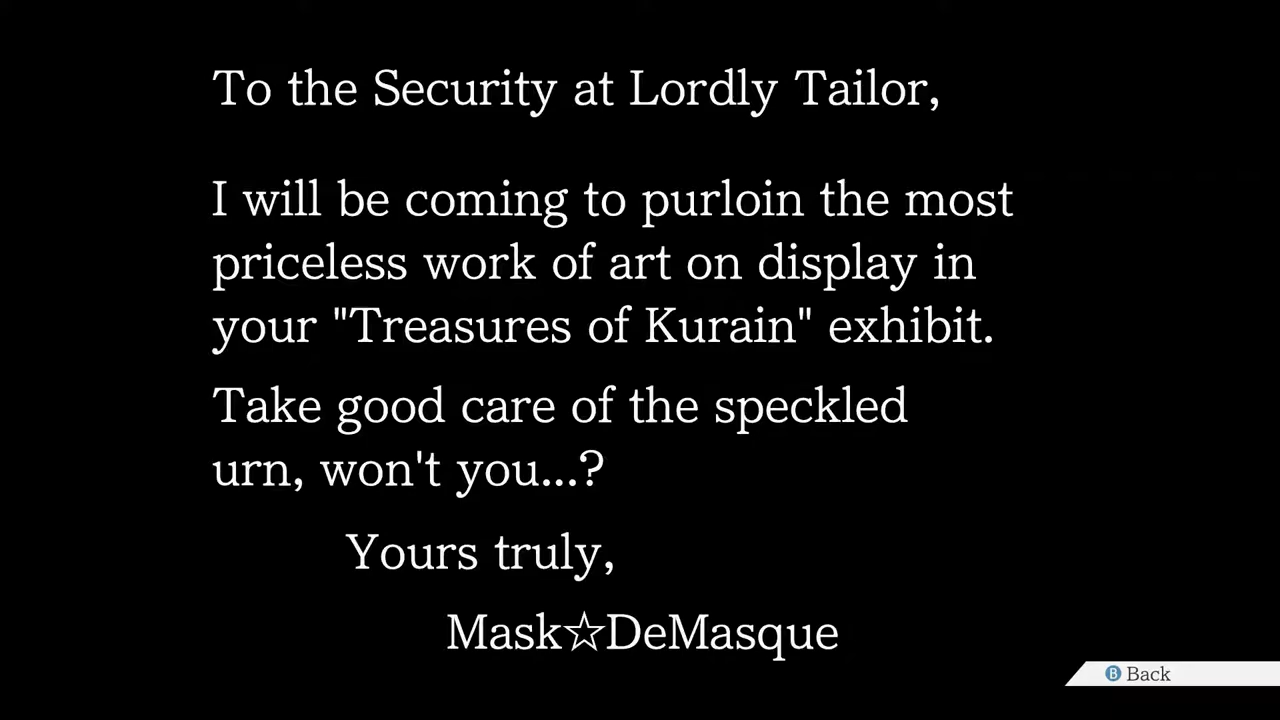 To the Security at Lordly Tailor,
I will be coming to purloin the most
priceless work of art on display in
your "Treasures of Kurain" exhibit.
Take good care of the speckled
urn, won't you...?
Yours truly,
Mask☆DeMasque
B Back